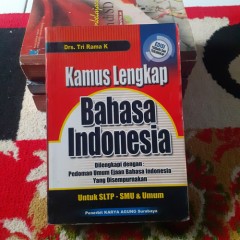 Drs. Tri Rama K
Kamus Lengkap
Bahasa
Indonesia
Dilengkapi dengan :
Pedoman Umum Ejaan Bahasa Indonesia
Yang Disempurnakan
Untuk SLTP - SMU & Umum
Penerbit KARYA AGUNG Surabaya